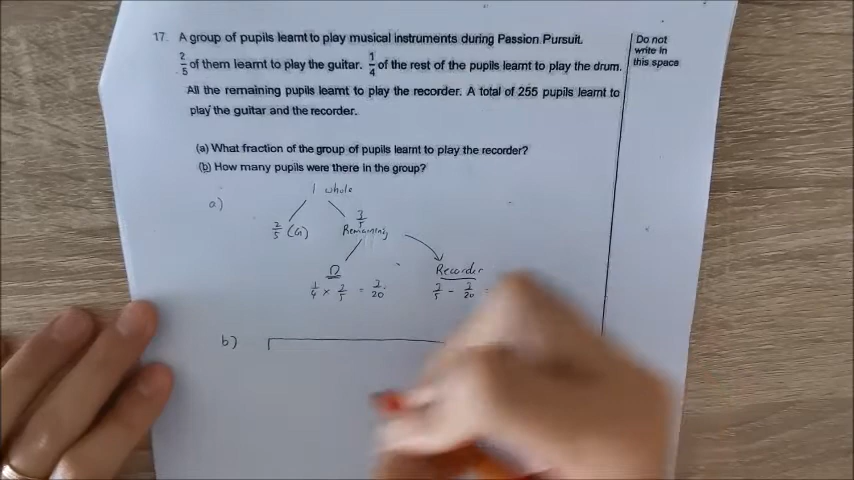 17. A group of pupils learnt to play musical instruments during Passion Pursuit.
2/5 of them learnt to play the guitar. 1/4 of the rest of the pupils learnt to play the drum.
All the remaining pupils learnt to play the recorder. A total of 255 pupils learnt to
play the guitar and the recorder.
Do not
write in
this space
(a) What fraction of the group of pupils learnt to play the recorder?
(b) How many pupils were there in the group?
1 whole
a)
2/5 (G)
3/5
Remaining
D
Recorder
1/4 × 3/5 = 3/20
3/5 - 3/20 =
b)